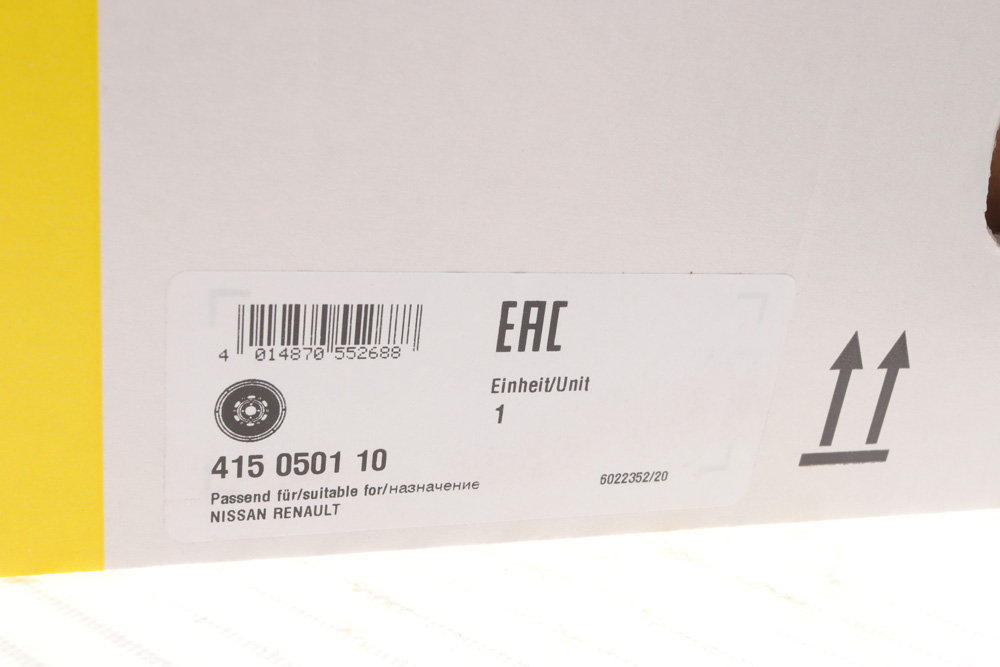 4 014870 552688
EAC
Einheit/Unit
1
415 0501 10
Passend für/suitable for/назначение
NISSAN RENAULT
6022352/20